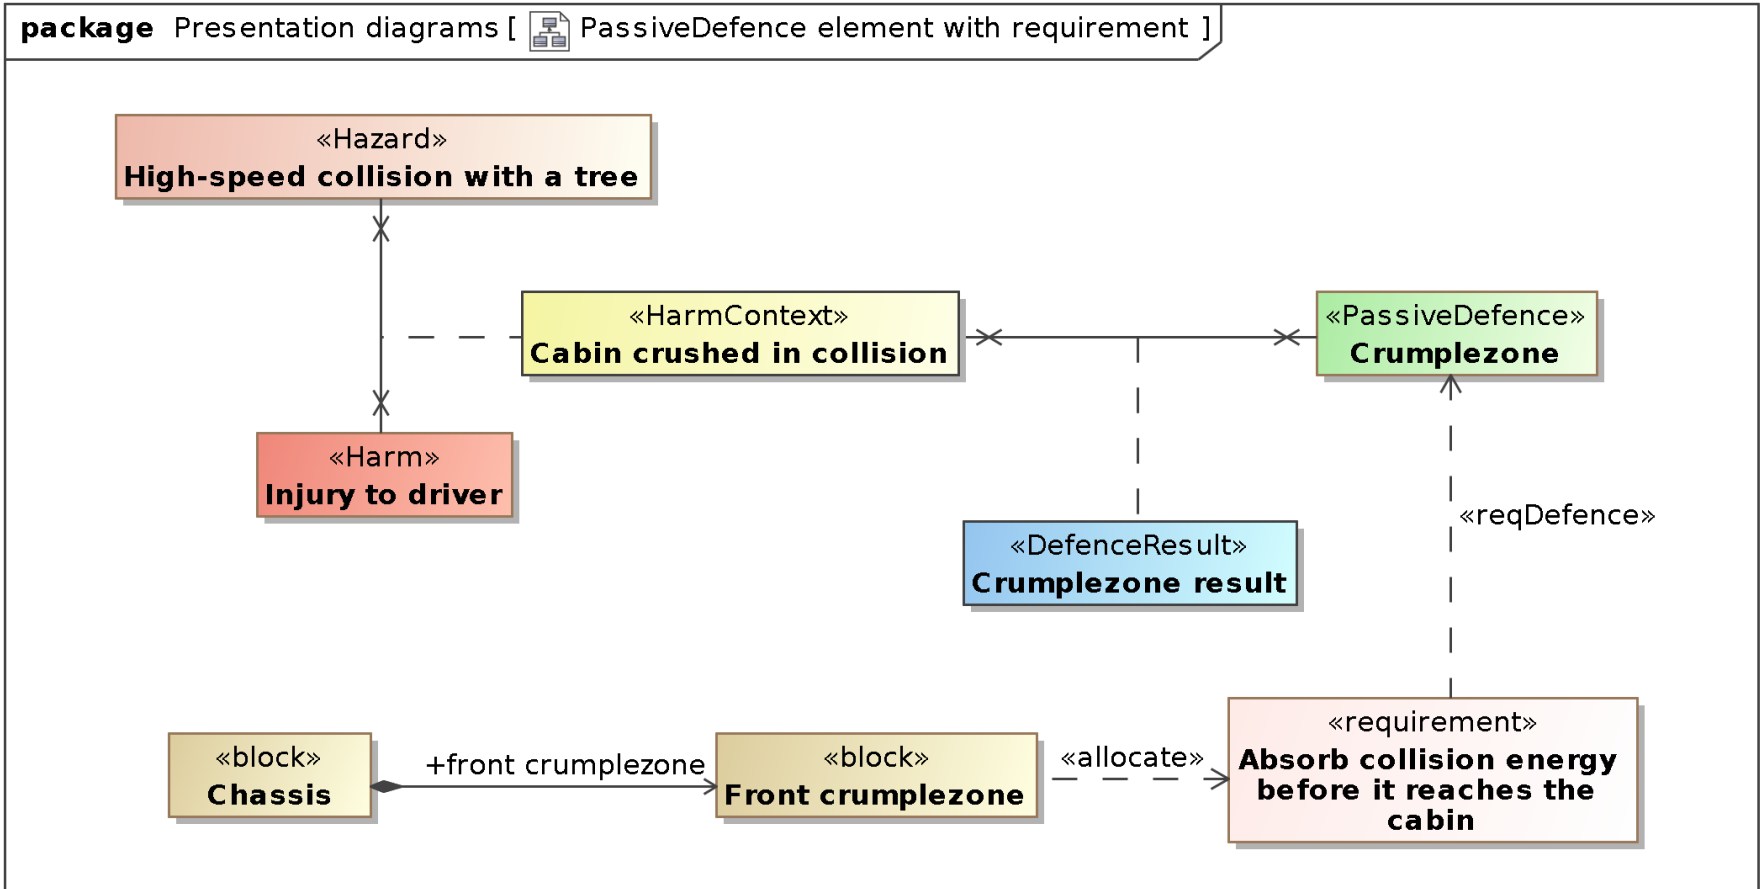 package Presentation diagrams [ PassiveDefence element with requirement ]
«Hazard»
High-speed collision with a tree
«HarmContext»
Cabin crushed in collision
«PassiveDefence»
Crumplezone
«Harm»
Injury to driver
«reqDefence»
«DefenceResult»
Crumplezone result
«block»
Chassis
+front crumplezone
«block»
Front crumplezone
«allocate»
«requirement»
Absorb collision energy
before it reaches the
cabin